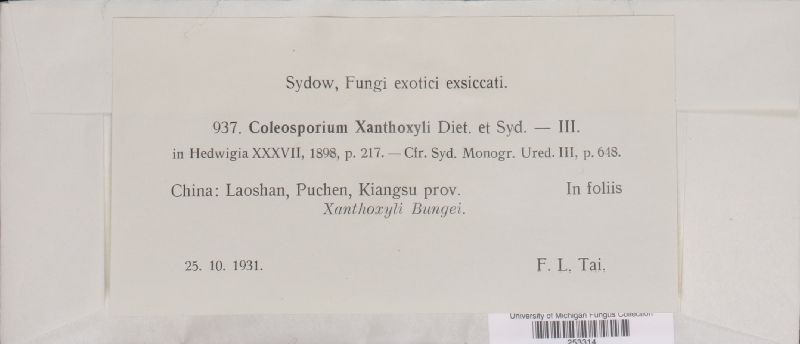 Sydow, Fungi exotici exsiccati.
937. Coleosporium Xanthoxyli Diet. et Syd. — III.
in Hedwigia XXXVII, 1898, p. 217. — Cfr. Syd. Monogr. Ured. III, p. 648.
China: Laoshan, Puchen, Kiangsu prov. In foliis
Xanthoxyli Bungei.
25. 10. 1931. F. L. Tai.
University of Michigan Fungus Collection
253314